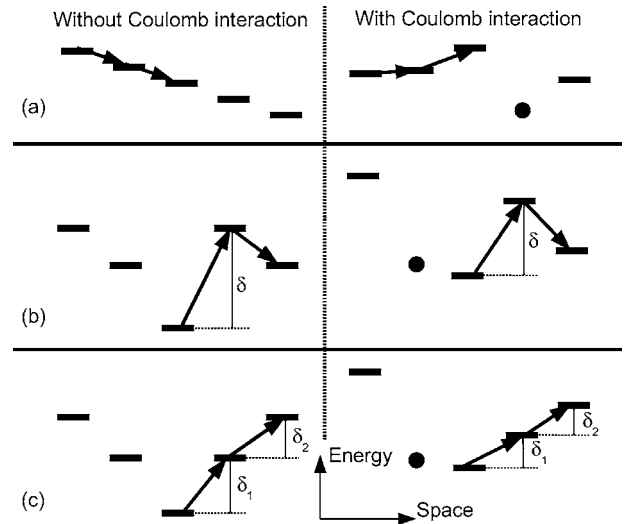 Without Coulomb interaction
With Coulomb interaction
(a)
(b)
δ
δ
(c)
δ1
δ2
δ1
δ2
Energy
Space